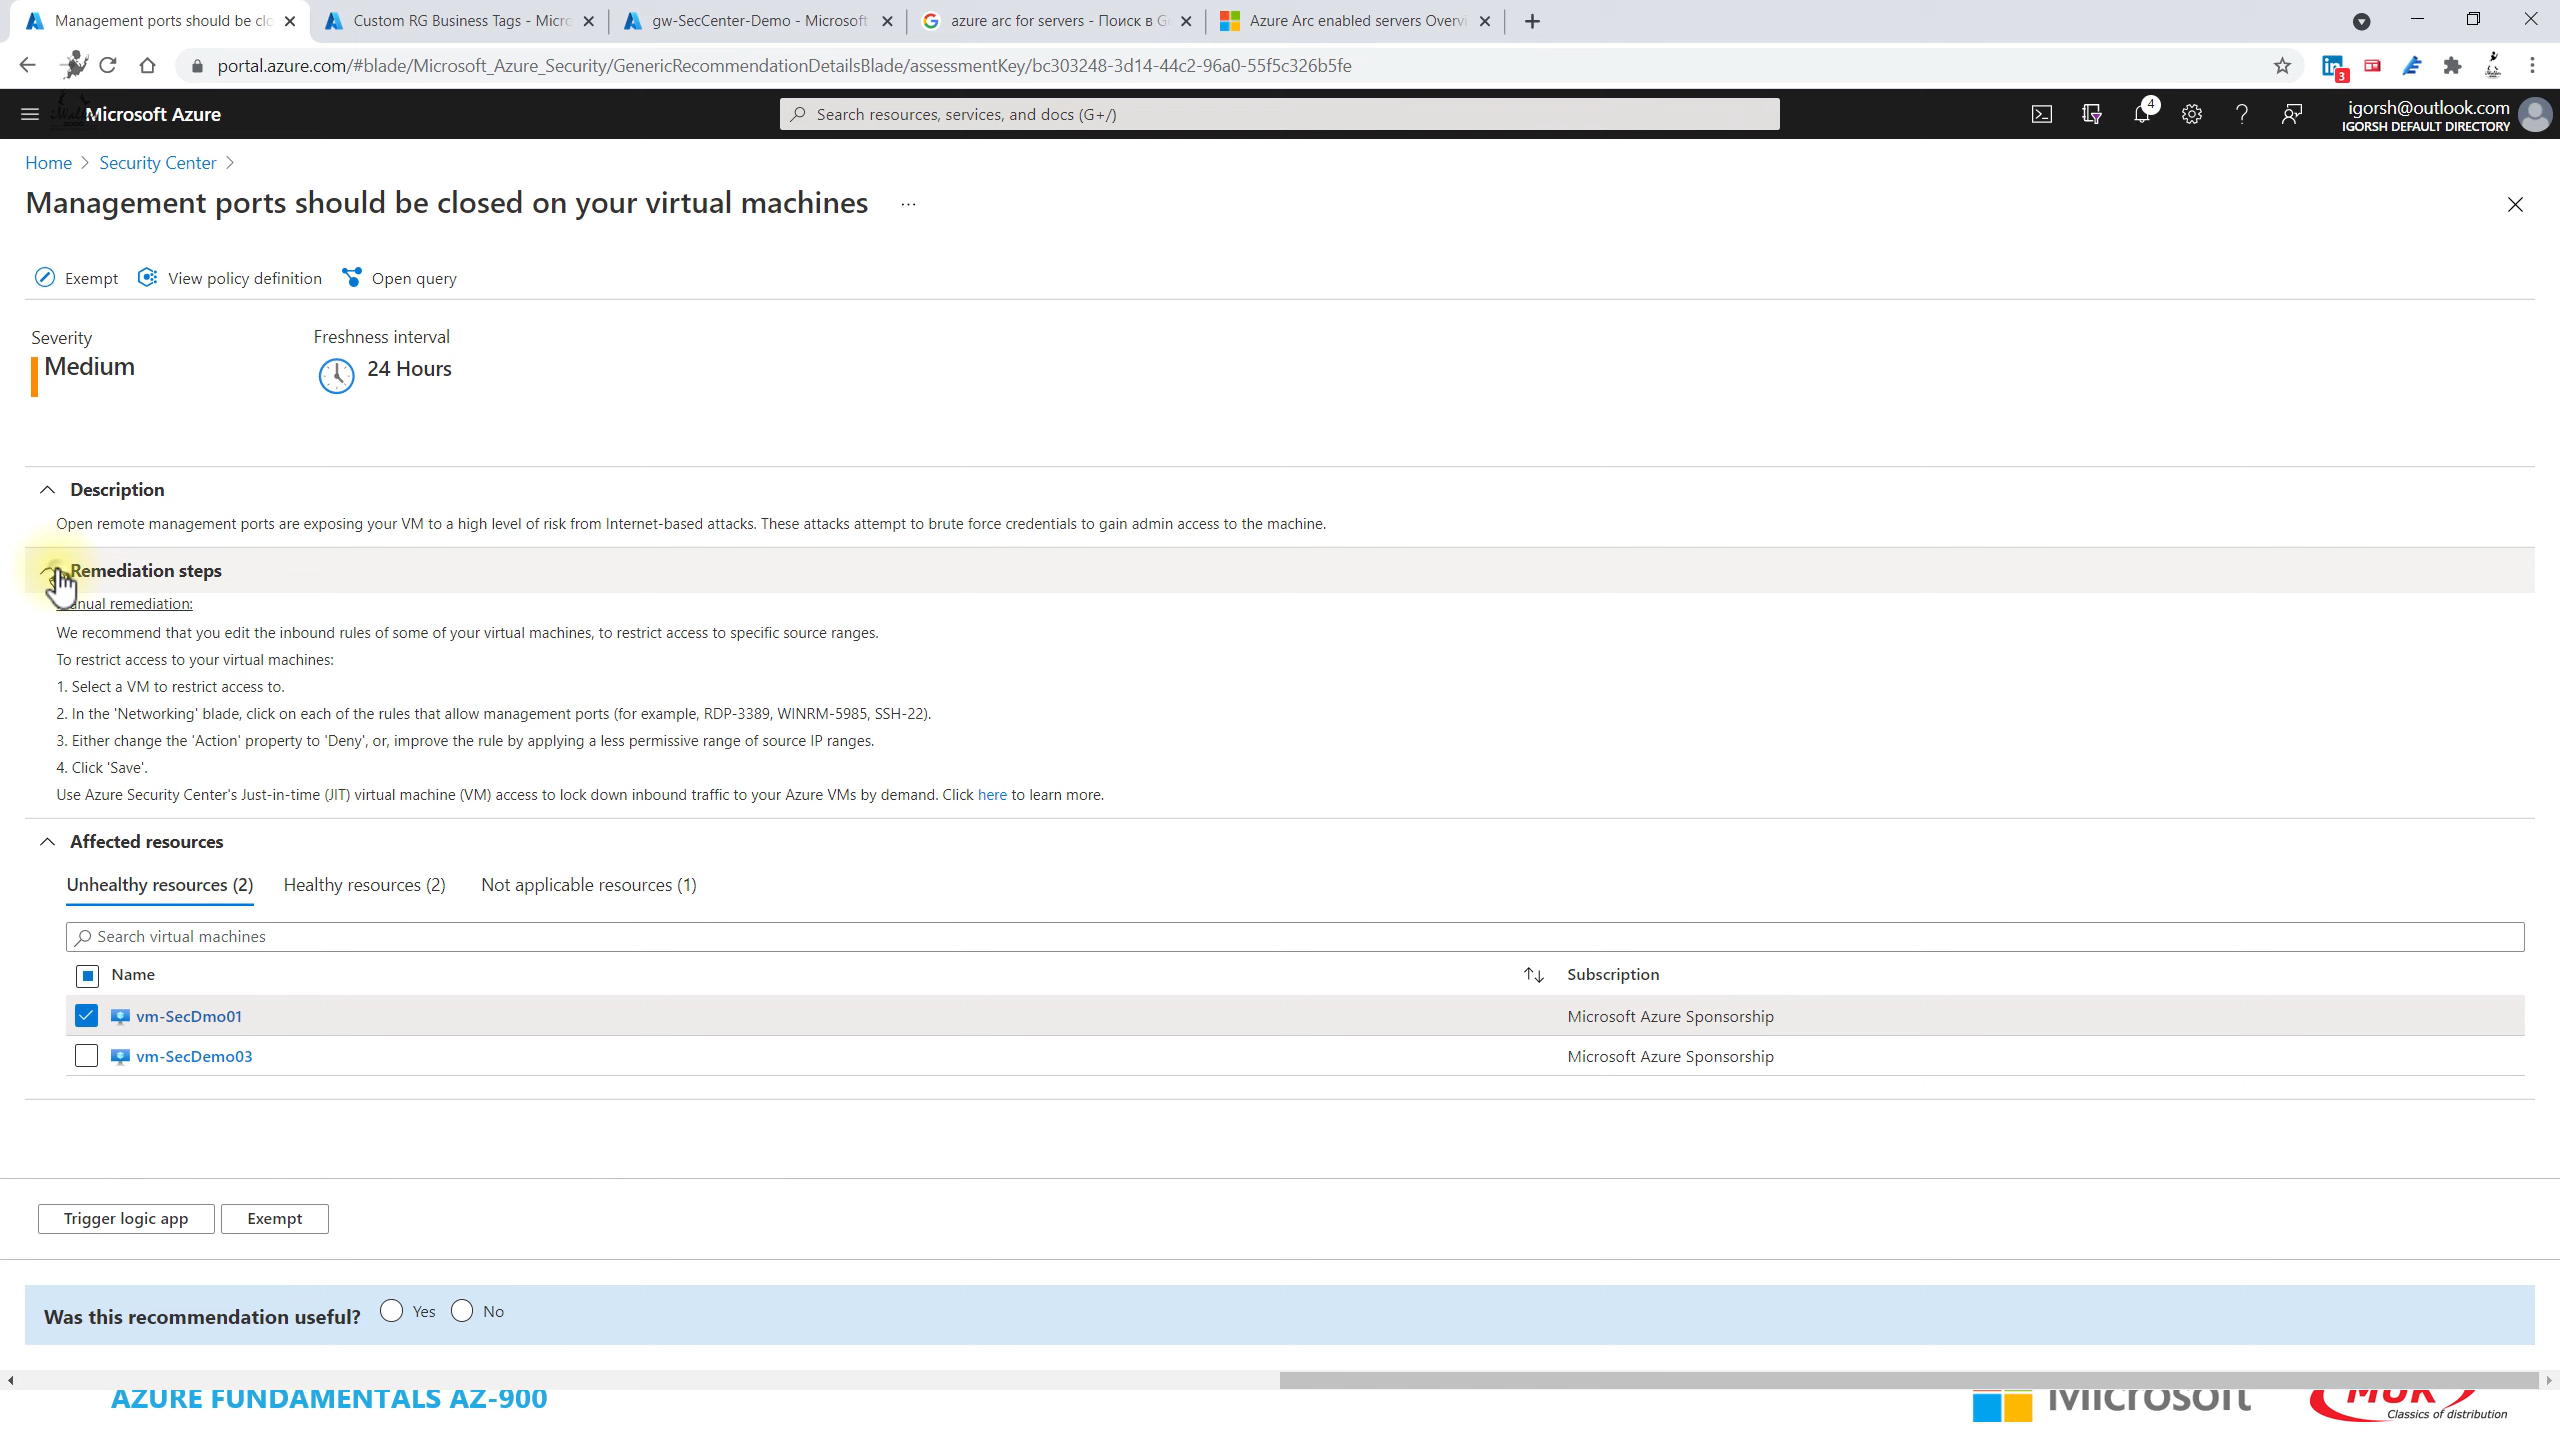 Management ports should be clo
Custom RG Business Tags - Micro
gw-SecCenter-Demo - Microsoft
azure arc for servers - Поиск в G
Azure Arc enabled servers Overvi
portal.azure.com/#blade/Microsoft_Azure_Security/GenericRecommendationDetailsBlade/assessmentKey/bc303248-3d14-44c2-96a0-55f5c326b5fe
3
Microsoft Azure
Search resources, services, and docs (G+/)
4
igorsh@outlook.com
IGORSH DEFAULT DIRECTORY
Home > Security Center >
Management ports should be closed on your virtual machines ...
Exempt View policy definition Open query
Severity
Medium
Freshness interval
24 Hours
Description
Open remote management ports are exposing your VM to a high level of risk from Internet-based attacks. These attacks attempt to brute force credentials to gain admin access to the machine.
Remediation steps
remediation:
We recommend that you edit the inbound rules of some of your virtual machines, to restrict access to specific source ranges.
To restrict access to your virtual machines:
1. Select a VM to restrict access to.
2. In the 'Networking' blade, click on each of the rules that allow management ports (for example, RDP-3389, WINRM-5985, SSH-22).
3. Either change the 'Action' property to 'Deny', or, improve the rule by applying a less permissive range of source IP ranges.
4. Click 'Save'.
Use Azure Security Center's Just-in-time (JIT) virtual machine (VM) access to lock down inbound traffic to your Azure VMs by demand. Click here to learn more.
Affected resources
Unhealthy resources (2) Healthy resources (2) Not applicable resources (1)
Search virtual machines
Name Subscription
vm-SecDmo01 Microsoft Azure Sponsorship
vm-SecDemo03 Microsoft Azure Sponsorship
Trigger logic app Exempt
Was this recommendation useful? Yes No
AZURE FUNDAMENTALS AZ-900
Microsoft
MUK
Classics of distribution